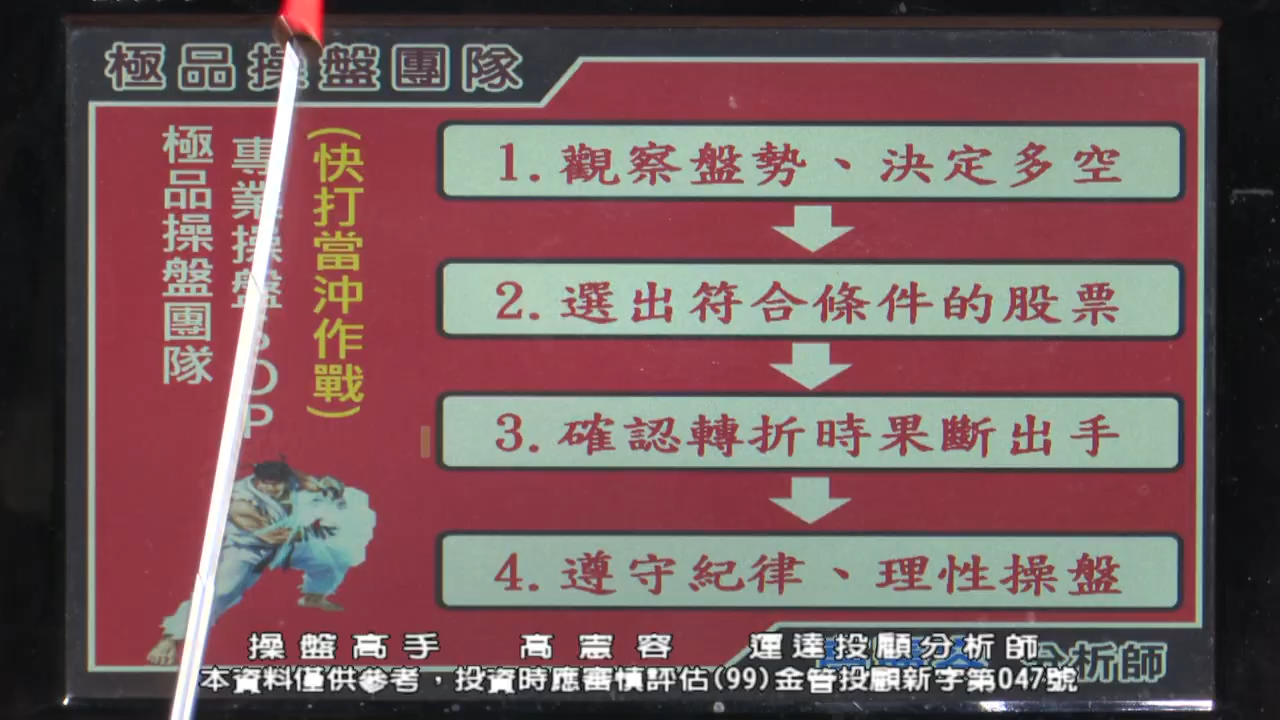 極品操盤團隊
極品操盤團隊
專業操盤SOP
(快打當沖作戰)
1.觀察盤勢、決定多空
2.選出符合條件的股票
3.確認轉折時果斷出手
4.遵守紀律、理性操盤
分析師
操盤高手 高憲容 運達投顧分析師
本資料僅供參考，投資時應審慎評估(99)金管投顧新字第047號